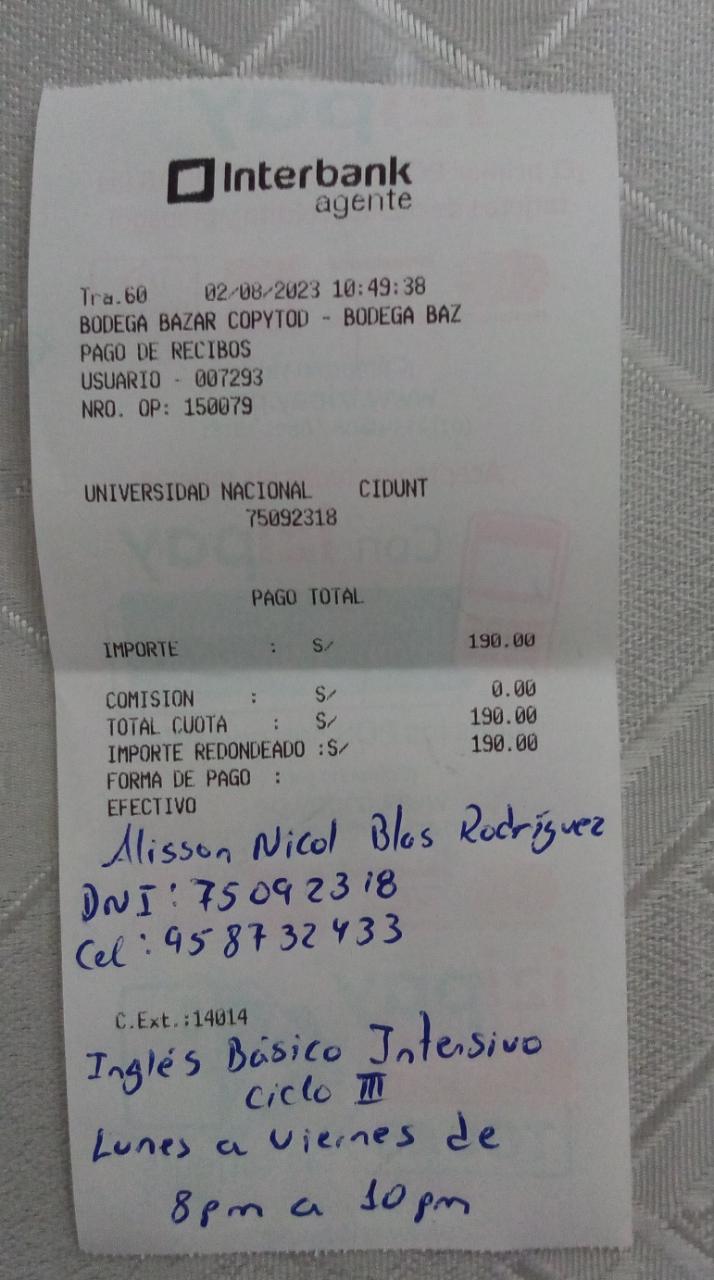 Interbank
agente
Tra.60 02/08/2023 10:49:38
BODEGA BAZAR COPYTOD - BODEGA BAZ
PAGO DE RECIBOS
USUARIO - 007293
NRO. OP: 150079
UNIVERSIDAD NACIONAL CIDUNT
75092318
PAGO TOTAL
IMPORTE : S/ 190.00
COMISION : S/ 0.00
TOTAL CUOTA : S/ 190.00
IMPORTE REDONDEADO :S/ 190.00
FORMA DE PAGO :
EFECTIVO
Alisson Nicol Blas Rodríguez
DNI: 75092318
Cel: 958732433
C.Ext.:14014
Inglés Básico Intensivo
ciclo III
Lunes a viernes de
8pm a 10pm